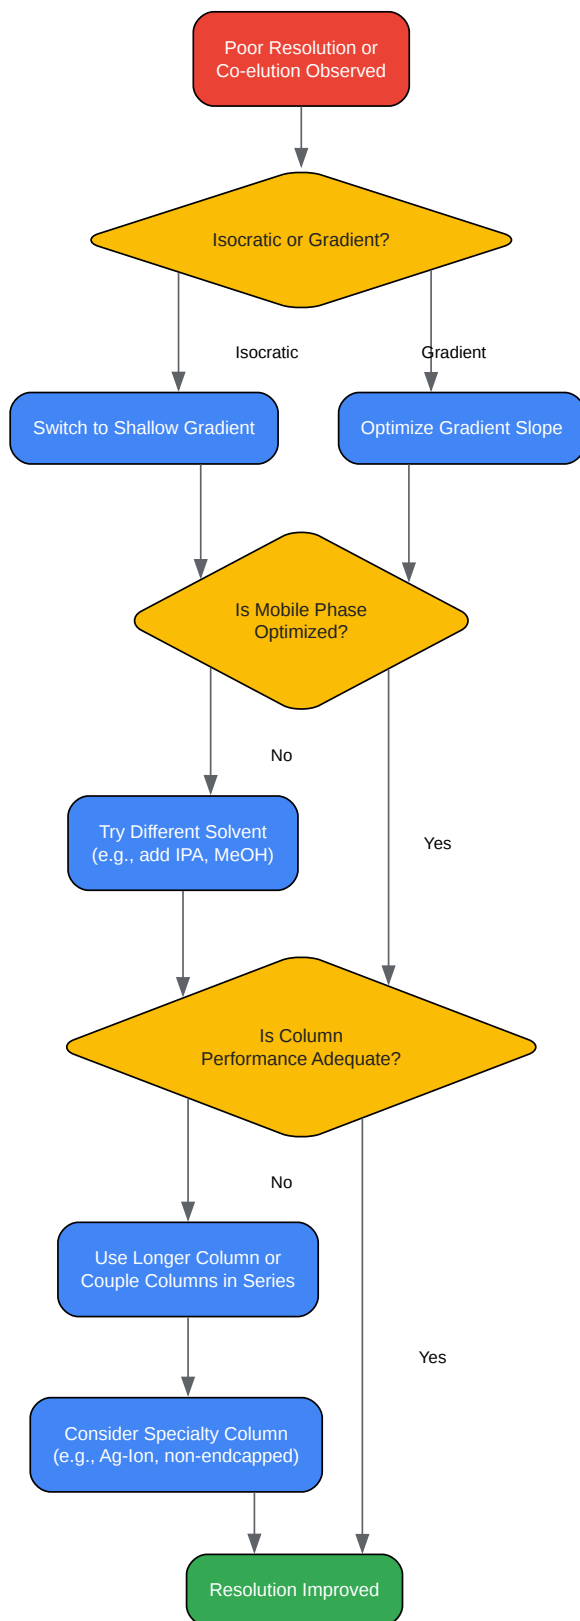 Poor Resolution or
Co-elution Observed
Isocratic or Gradient?
Isocratic
Gradient
Switch to Shallow Gradient
Optimize Gradient Slope
Is Mobile Phase
Optimized?
No
Try Different Solvent
(e.g., add IPA, MeOH)
Yes
Is Column
Performance Adequate?
No
Use Longer Column or
Couple Columns in Series
Yes
Consider Specialty Column
(e.g., Ag-Ion, non-endcapped)
Resolution Improved